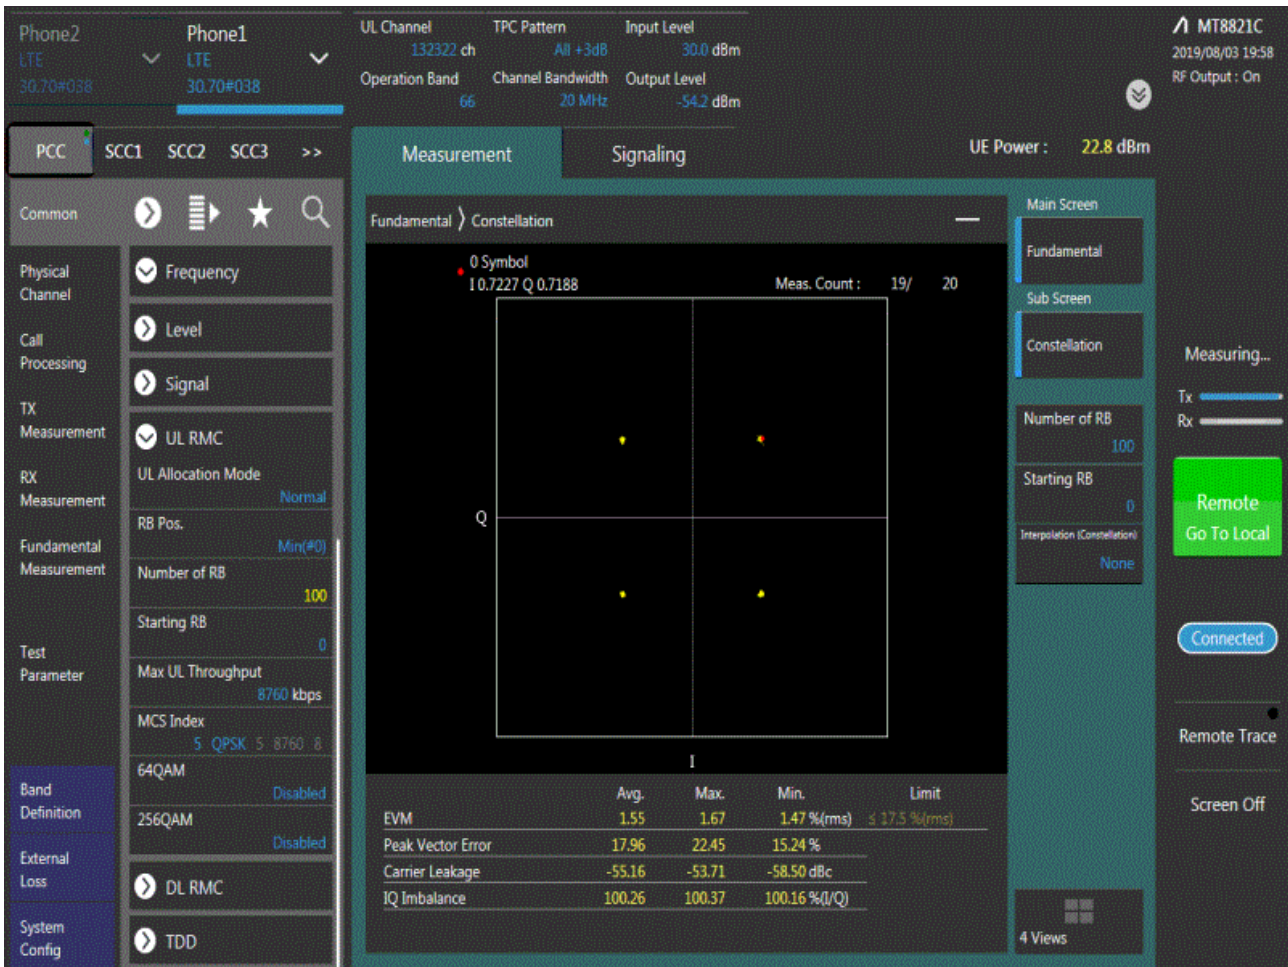 Phone2
LTE
30.70#038
Phone1
LTE
30.70#038
UL Channel
132322 ch
TPC Pattern
All +3dB
Input Level
30.0 dBm
Operation Band
66
Channel Bandwidth
20 MHz
Output Level
-54.2 dBm
MT8821C
2019/08/03 19:58
RF Output : On
PCC SCC1 SCC2 SCC3 >>
Measurement
Signaling
UE Power : 22.8 dBm
Common
Physical
Channel
Call
Processing
TX
Measurement
RX
Measurement
Fundamental
Measurement
Test
Parameter
Band
Definition
External
Loss
System
Config
Frequency
Level
Signal
UL RMC
UL Allocation Mode
Normal
RB Pos.
Min(#0)
Number of RB
100
Starting RB
0
Max UL Throughput
8760 kbps
MCS Index
5 QPSK 5 8760 8
64QAM
Disabled
256QAM
Disabled
DL RMC
TDD
Fundamental ⟩ Constellation
0 Symbol
I 0.7227 Q 0.7188
Meas. Count : 19/ 20
Q
I
Avg. Max. Min. Limit
EVM 1.55 1.67 1.47 %(rms) ≤ 17.5 %(rms)
Peak Vector Error 17.96 22.45 15.24 %
Carrier Leakage -55.16 -53.71 -58.50 dBc
IQ Imbalance 100.26 100.37 100.16 %(I/Q)
Main Screen
Fundamental
Sub Screen
Constellation
Number of RB
100
Starting RB
0
Interpolation (Constellation)
None
4 Views
Measuring...
Tx
Rx
Remote
Go To Local
Connected
Remote Trace
Screen Off